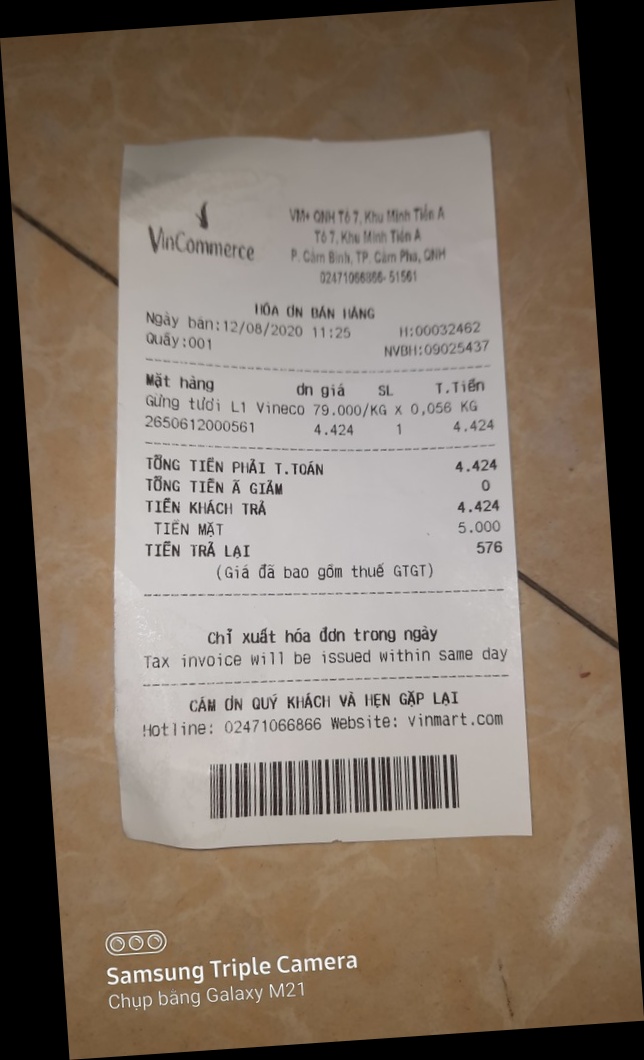 VinCommerce
VM+ QNH Tổ 7, Khu Minh Tiến A
Tổ 7, Khu Minh Tiến A
P. Cẩm Bình, TP. Cẩm Phả, QNH
02471066866- 51561
HÓA ƠN BÁN HÀNG
Ngày bán:12/08/2020 11:25 H:00032462
Quầy:001 NVBH:09025437
Mặt hàng ơn giá SL T.Tiền
Gừng tươi L1 Vineco 79.000/KG X 0,056 KG
2650612000561 4.424 1 4.424
TỔNG TIỀN PHẢI T.TOÁN 4.424
TỔNG TIỀN Ã GIẢM 0
TIỀN KHÁCH TRẢ 4.424
TIỀN MẶT 5.000
TIỀN TRẢ LẠI 576
(Giá đã bao gồm thuế GTGT)
Chỉ xuất hóa đơn trong ngày
Tax invoice will be issued within same day
CẢM ƠN QUÝ KHÁCH VÀ HẸN GẶP LẠI
Hotline: 02471066866 Website: vinmart.com
Samsung Triple Camera
Chụp bằng Galaxy M21